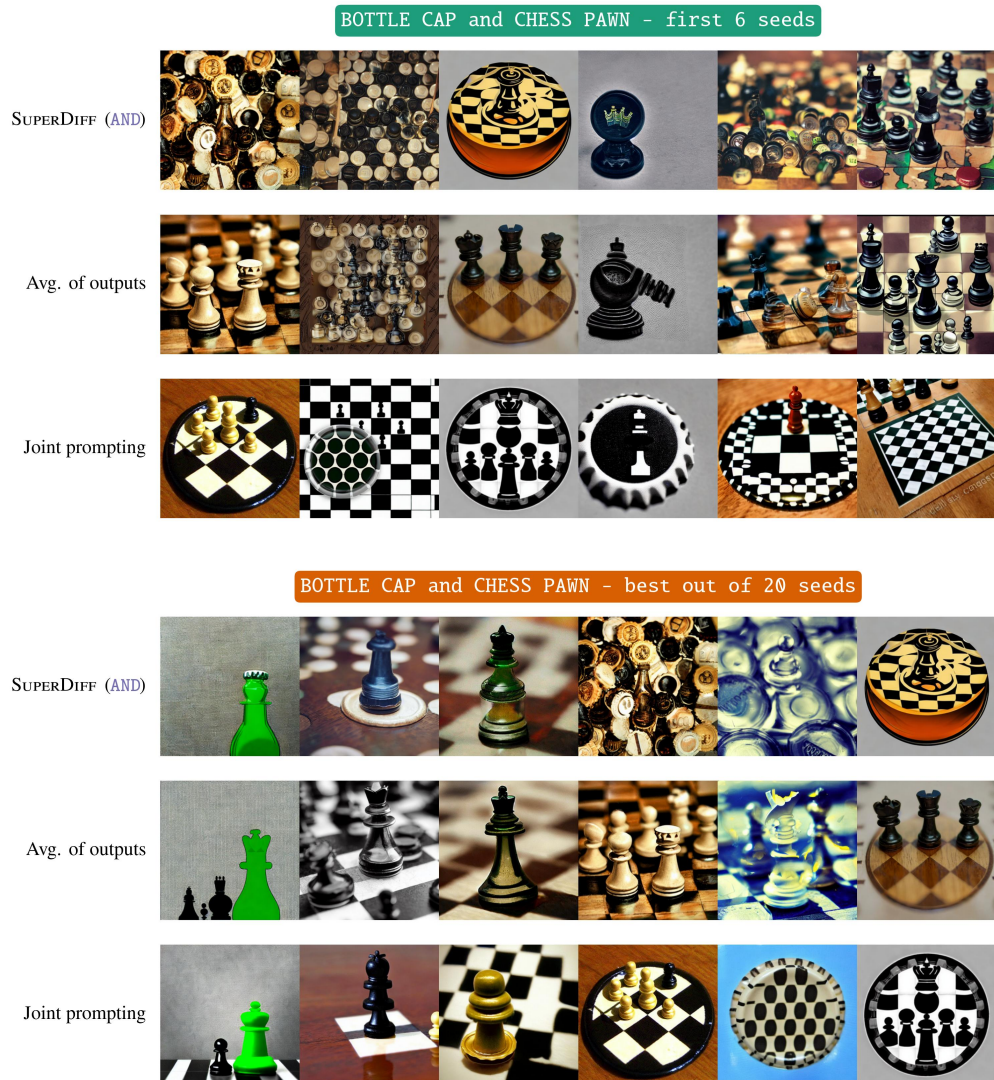 BOTTLE CAP and CHESS PAWN - first 6 seeds
SUPERDIFF (AND)
Avg. of outputs
Joint prompting
BOTTLE CAP and CHESS PAWN - best out of 20 seeds
SUPERDIFF (AND)
Avg. of outputs
Joint prompting